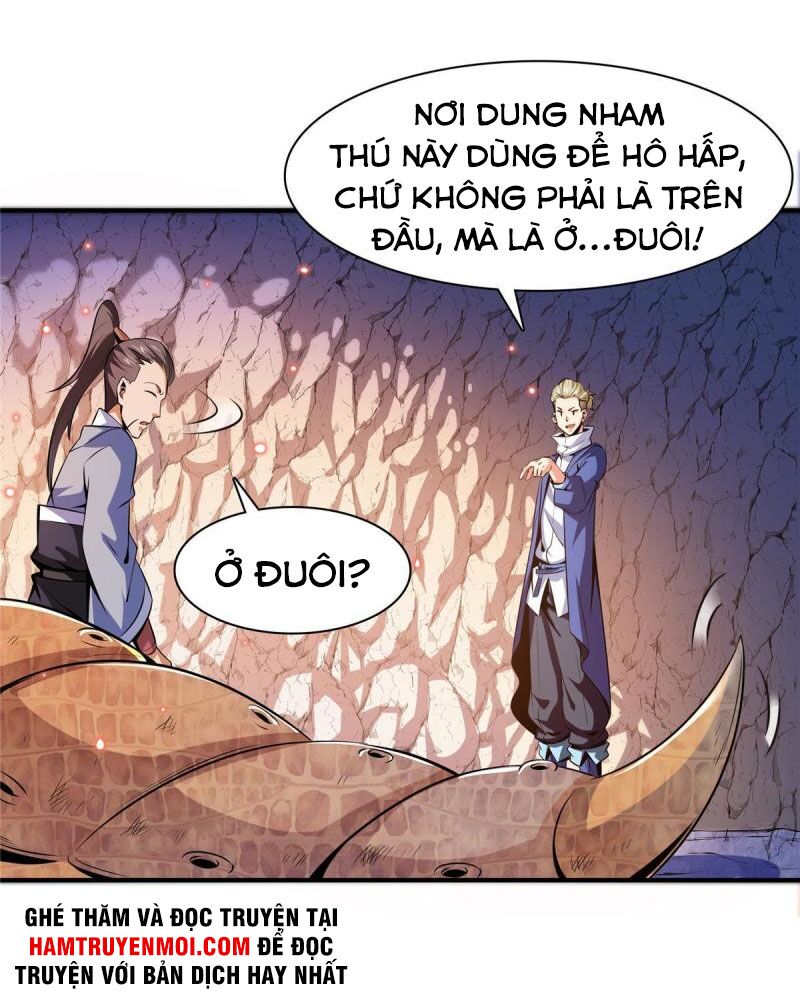 NƠI DUNG NHAM
THÚ NÀY DÙNG ĐỂ HÔ HẤP,
CHỨ KHÔNG PHẢI LÀ TRÊN
ĐẦU, MÀ LÀ Ở...ĐUÔI!
Ở ĐUÔI?
GHÉ THĂM VÀ ĐỌC TRUYỆN TẠI
HAMTRUYENMOI.COM ĐỂ ĐỌC
TRUYỆN VỚI BẢN DỊCH HAY NHẤT